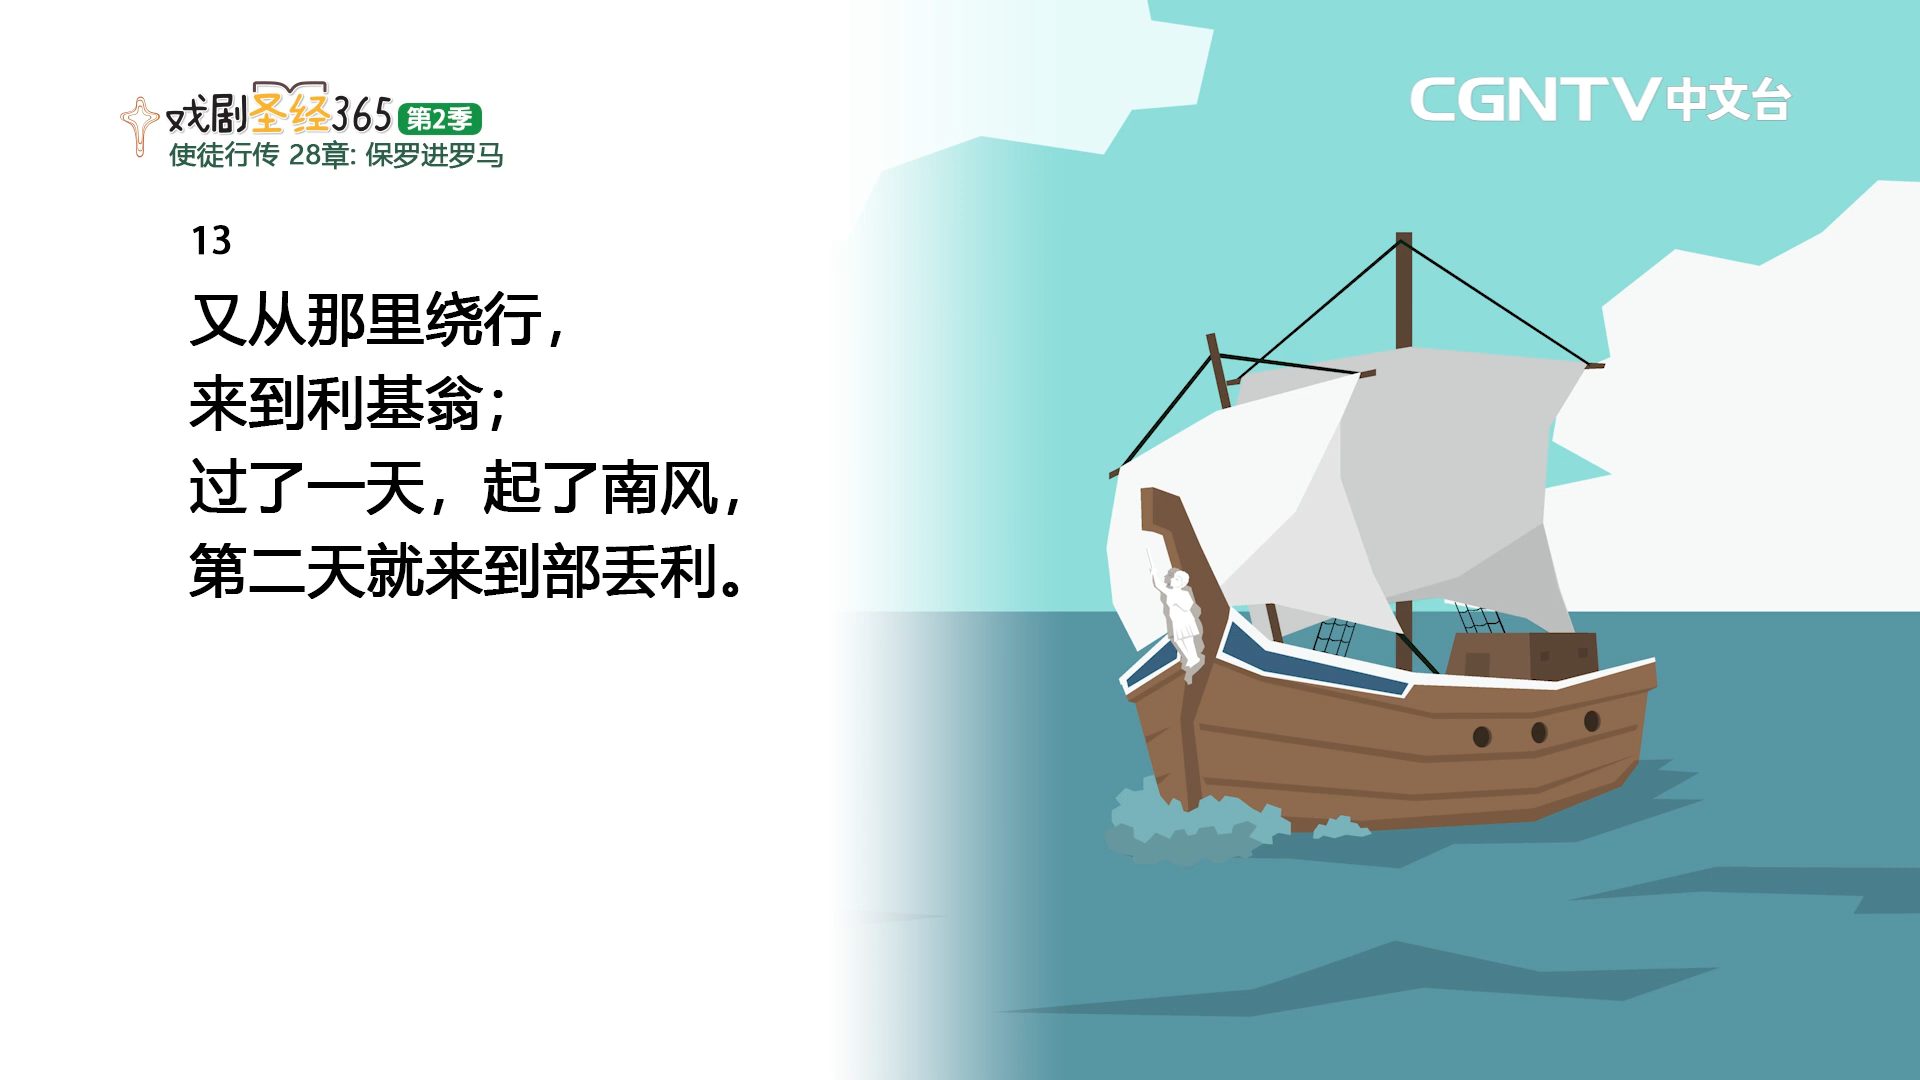 戏剧圣经365 第2季
使徒行传 28章: 保罗进罗马
CGNTV中文台
13
又从那里绕行，
来到利基翁；
过了一天，起了南风，
第二天就来到部丢利。